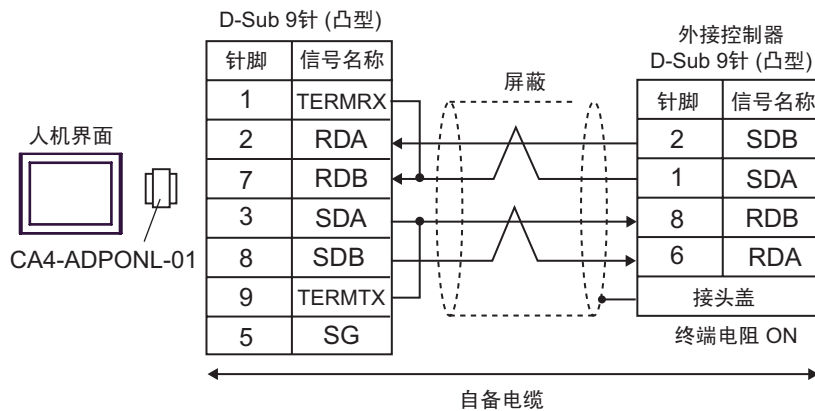 D-Sub 9针 (凸型)
针脚 信号名称
1 TERMRX
2 RDA
7 RDB
3 SDA
8 SDB
9 TERMTX
5 SG
人机界面
CA4-ADPONL-01
屏蔽
外接控制器
D-Sub 9针 (凸型)
针脚 信号名称
2 SDB
1 SDA
8 RDB
6 RDA
接头盖
终端电阻 ON
自备电缆